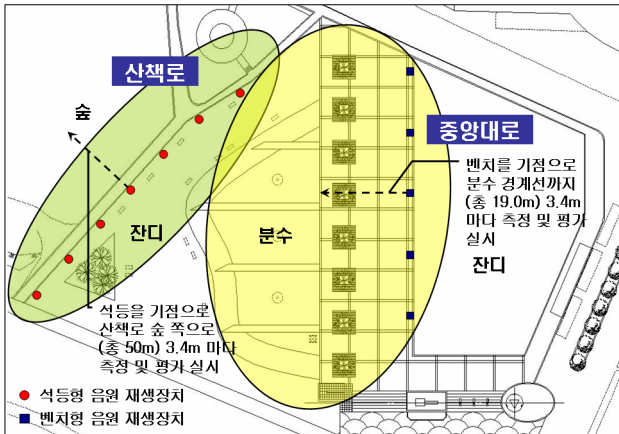 산책로
숲
중앙대로
벤치를 기점으로
분수 경계선까지
(총 19.0m) 3.4m
마다 측정 및 평가
실시
잔디
분수
잔디
석등을 기점으로
산책로 숲 쪽으로
(총 50m) 3.4m 마다
측정 및 평가 실시
석등형 음원 재생장치
벤치형 음원 재생장치